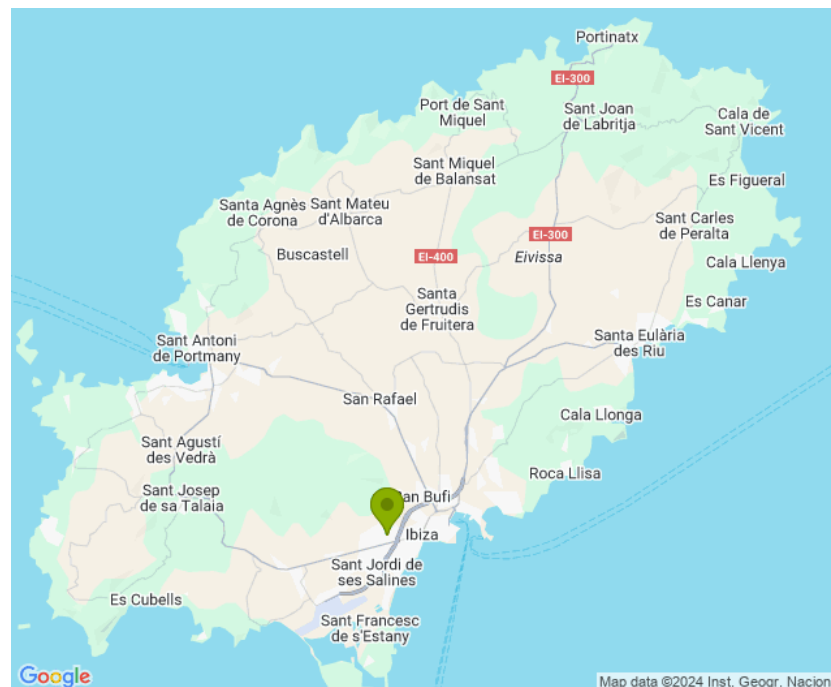 Portinatx
EI-300
Port de Sant
Miquel
Sant Joan
de Labritja
Cala de
Sant Vicent
Sant Miquel
de Balansat
Es Figueral
Santa Agnès
de Corona
Sant Mateu
d'Albarca
Sant Carles
de Peralta
EI-300
Buscastell
EI-400
Eivissa
Cala Llenya
Santa
Gertrudis
de Fruitera
Es Canar
Sant Antoni
de Portmany
Santa Eulària
des Riu
San Rafael
Cala Llonga
Sant Agustí
des Vedrà
Roca Llisa
Sant Josep
de sa Talaia
an Bufi
Ibiza
Sant Jordi de
ses Salines
Es Cubells
Sant Francesc
de s'Estany
Google
Map data ©2024 Inst. Geogr. Nacion